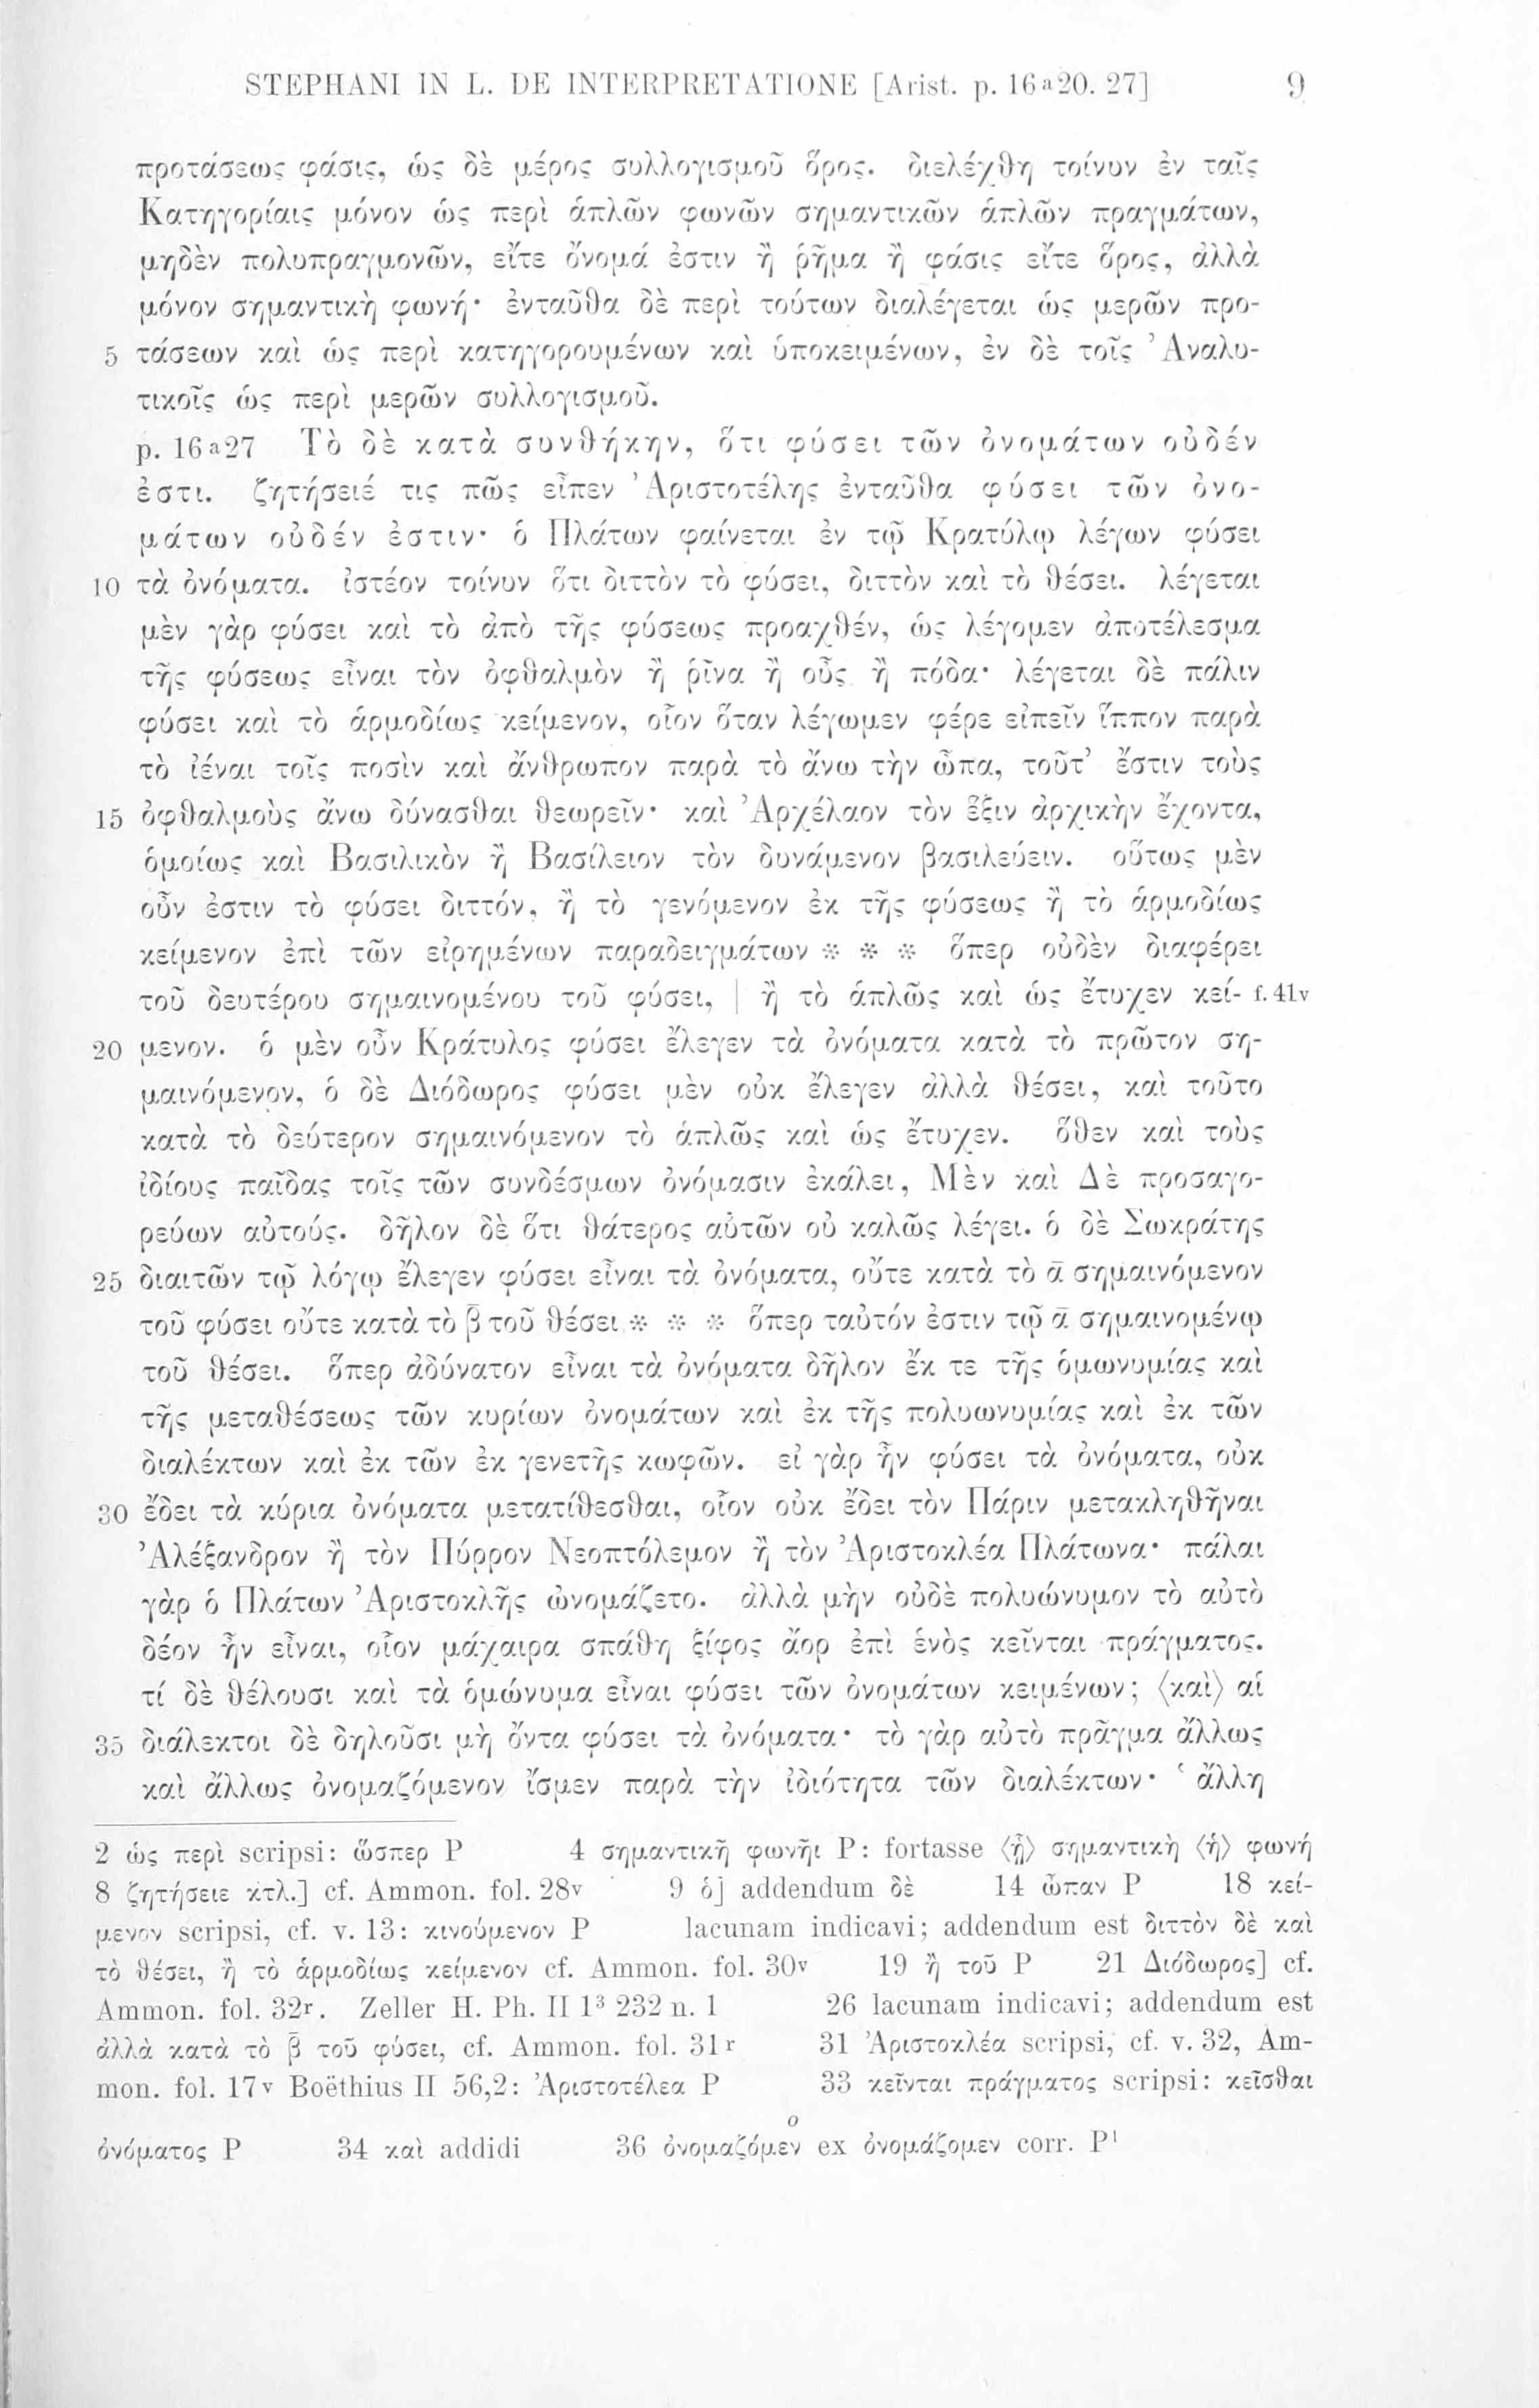 STEPHANI IN L. DE INTERPRETATIONE [Arist. p. 16a20. 27] 9
προτάσεως φάσις, ὡς δὲ μέρος συλλογισμοῦ ὅρος. διελέχθη τοίνυν ἐν ταῖς
Κατηγορίαις μόνον ὡς περὶ ἁπλῶν φωνῶν σημαντικῶν ἁπλῶν πραγμάτων,
μηδὲν πολυπραγμονῶν, εἴτε ὄνομά ἐστιν ἢ ῥῆμα ἢ φάσις εἴτε ὅρος, ἀλλὰ
μόνον σημαντικὴ φωνή· ἐνταῦθα δὲ περὶ τούτων διαλέγεται ὡς μερῶν προ-
5 τάσεων καὶ ὡς περὶ κατηγορουμένων καὶ ὑποκειμένων, ἐν δὲ τοῖς Ἀναλυ-
τικοῖς ὡς περὶ μερῶν συλλογισμοῦ.
p. 16a27 Τὸ δὲ κατὰ συνθήκην, ὅτι φύσει τῶν ὀνομάτων οὐδέν
ἐστι. ζητήσειέ τις πῶς εἶπεν Ἀριστοτέλης ἐνταῦθα φύσει τῶν ὀνο-
μάτων οὐδέν ἐστιν· ὁ Πλάτων φαίνεται ἐν τῷ Κρατύλῳ λέγων φύσει
10 τὰ ὀνόματα. ἰστέον τοίνυν ὅτι διττὸν τὸ φύσει, διττὸν καὶ τὸ θέσει. λέγεται
μὲν γὰρ φύσει καὶ τὸ ἀπὸ τῆς φύσεως προαχθέν, ὡς λέγομεν ἀποτέλεσμα
τῆς φύσεως εἶναι τὸν ὀφθαλμὸν ἢ ῥῖνα ἢ οὖς ἢ πόδα· λέγεται δὲ πάλιν
φύσει καὶ τὸ ἁρμοδίως κείμενον, οἷον ὅταν λέγωμεν φέρε εἰπεῖν ἵππον παρὰ
τὸ ἰέναι τοῖς ποσὶν καὶ ἄνθρωπον παρὰ τὸ ἄνω τὴν ὦπα, τοῦτ’ ἔστιν τοὺς
15 ὀφθαλμοὺς ἄνω δύνασθαι θεωρεῖν· καὶ Ἀρχέλαον τὸν ἕξιν ἀρχικὴν ἔχοντα,
ὁμοίως καὶ Βασιλικὸν ἢ Βασίλειον τὸν δυνάμενον βασιλεύειν. οὕτως μὲν
οὖν ἐστιν τὸ φύσει διττόν, ἢ τὸ γενόμενον ἐκ τῆς φύσεως ἢ τὸ ἁρμοδίως
κείμενον ἐπὶ τῶν εἰρημένων παραδειγμάτων * * * ὅπερ οὐδὲν διαφέρει
τοῦ δευτέρου σημαινομένου τοῦ φύσει, | ἢ τὸ ἁπλῶς καὶ ὡς ἔτυχεν κεί- f. 41v
20 μενον. ὁ μὲν οὖν Κράτυλος φύσει ἔλεγεν τὰ ὀνόματα κατὰ τὸ πρῶτον ση-
μαινόμενον, ὁ δὲ Διόδωρος φύσει μὲν οὐκ ἔλεγεν ἀλλὰ θέσει, καὶ τοῦτο
κατὰ τὸ δεύτερον σημαινόμενον τὸ ἁπλῶς καὶ ὡς ἔτυχεν. ὅθεν καὶ τοὺς
ἰδίους παῖδας τοῖς τῶν συνδέσμων ὀνόμασιν ἐκάλει, Μὲν καὶ Δὲ προσαγο-
ρεύων αὐτούς. δῆλον δὲ ὅτι θάτερος αὐτῶν οὐ καλῶς λέγει. ὁ δὲ Σωκράτης
25 διαιτῶν τῷ λόγῳ ἔλεγεν φύσει εἶναι τὰ ὀνόματα, οὔτε κατὰ τὸ ᾱ σημαινόμενον
τοῦ φύσει οὔτε κατὰ τὸ β̄ τοῦ θέσει * * * ὅπερ ταὐτόν ἐστιν τῷ ᾱ σημαινομένῳ
τοῦ θέσει. ὅπερ ἀδύνατον εἶναι τὰ ὀνόματα δῆλον ἔκ τε τῆς ὁμωνυμίας καὶ
τῆς μεταθέσεως τῶν κυρίων ὀνομάτων καὶ ἐκ τῆς πολυωνυμίας καὶ ἐκ τῶν
διαλέκτων καὶ ἐκ τῶν ἐκ γενετῆς κωφῶν. εἰ γὰρ ἦν φύσει τὰ ὀνόματα, οὐκ
30 ἔδει τὰ κύρια ὀνόματα μετατίθεσθαι, οἷον οὐκ ἔδει τὸν Πάριν μετακληθῆναι
Ἀλέξανδρον ἢ τὸν Πύρρον Νεοπτόλεμον ἢ τὸν Ἀριστοκλέα Πλάτωνα· πάλαι
γὰρ ὁ Πλάτων Ἀριστοκλῆς ὠνομάζετο. ἀλλὰ μὴν οὐδὲ πολυώνυμον τὸ αὐτὸ
δέον ἦν εἶναι, οἷον μάχαιρα σπάθη ξίφος ἄορ ἐπὶ ἑνὸς κεῖνται πράγματος.
τί δὲ θέλουσι καὶ τὰ ὁμώνυμα εἶναι φύσει τῶν ὀνομάτων κειμένων; ⟨καὶ⟩ αἱ
35 διάλεκτοι δὲ δηλοῦσι μὴ ὄντα φύσει τὰ ὀνόματα· τὸ γὰρ αὐτὸ πρᾶγμα ἄλλως
καὶ ἄλλως ὀνομαζόμενον ἴσμεν παρὰ τὴν ἰδιότητα τῶν διαλέκτων· ‘ ἄλλη
2 ὡς περὶ scripsi: ὥσπερ P 4 σημαντικῆ φωνῆι P: fortasse ⟨ᾗ⟩ σημαντικὴ ⟨ἡ⟩ φωνή
8 ζητήσειε κτλ.] cf. Ammon. fol. 28v 9 ὁ] addendum δὲ 14 ὦπαν P 18 κεί-
μενον scripsi, cf. v. 13: κινούμενον P lacunam indicavi; addendum est διττὸν δὲ καὶ
τὸ θέσει, ἢ τὸ ἁρμοδίως κείμενον cf. Ammon. fol. 30v 19 ἢ τοῦ P 21 Διόδωρος] cf.
Ammon. fol. 32r. Zeller H. Ph. II 1³ 232 n. 1 26 lacunam indicavi; addendum est
ἀλλὰ κατὰ τὸ β̄ τοῦ φύσει, cf. Ammon. fol. 31r 31 Ἀριστοκλέα scripsi, cf. v. 32, Am-
mon. fol. 17v Boëthius II 56,2: Ἀριστοτέλεα P 33 κεῖνται πράγματος scripsi: κεῖσθαι
ὀνόματος P 34 καὶ addidi 36 ὀνομαζόμεν̊ ex ὀνομάζομεν corr. P¹